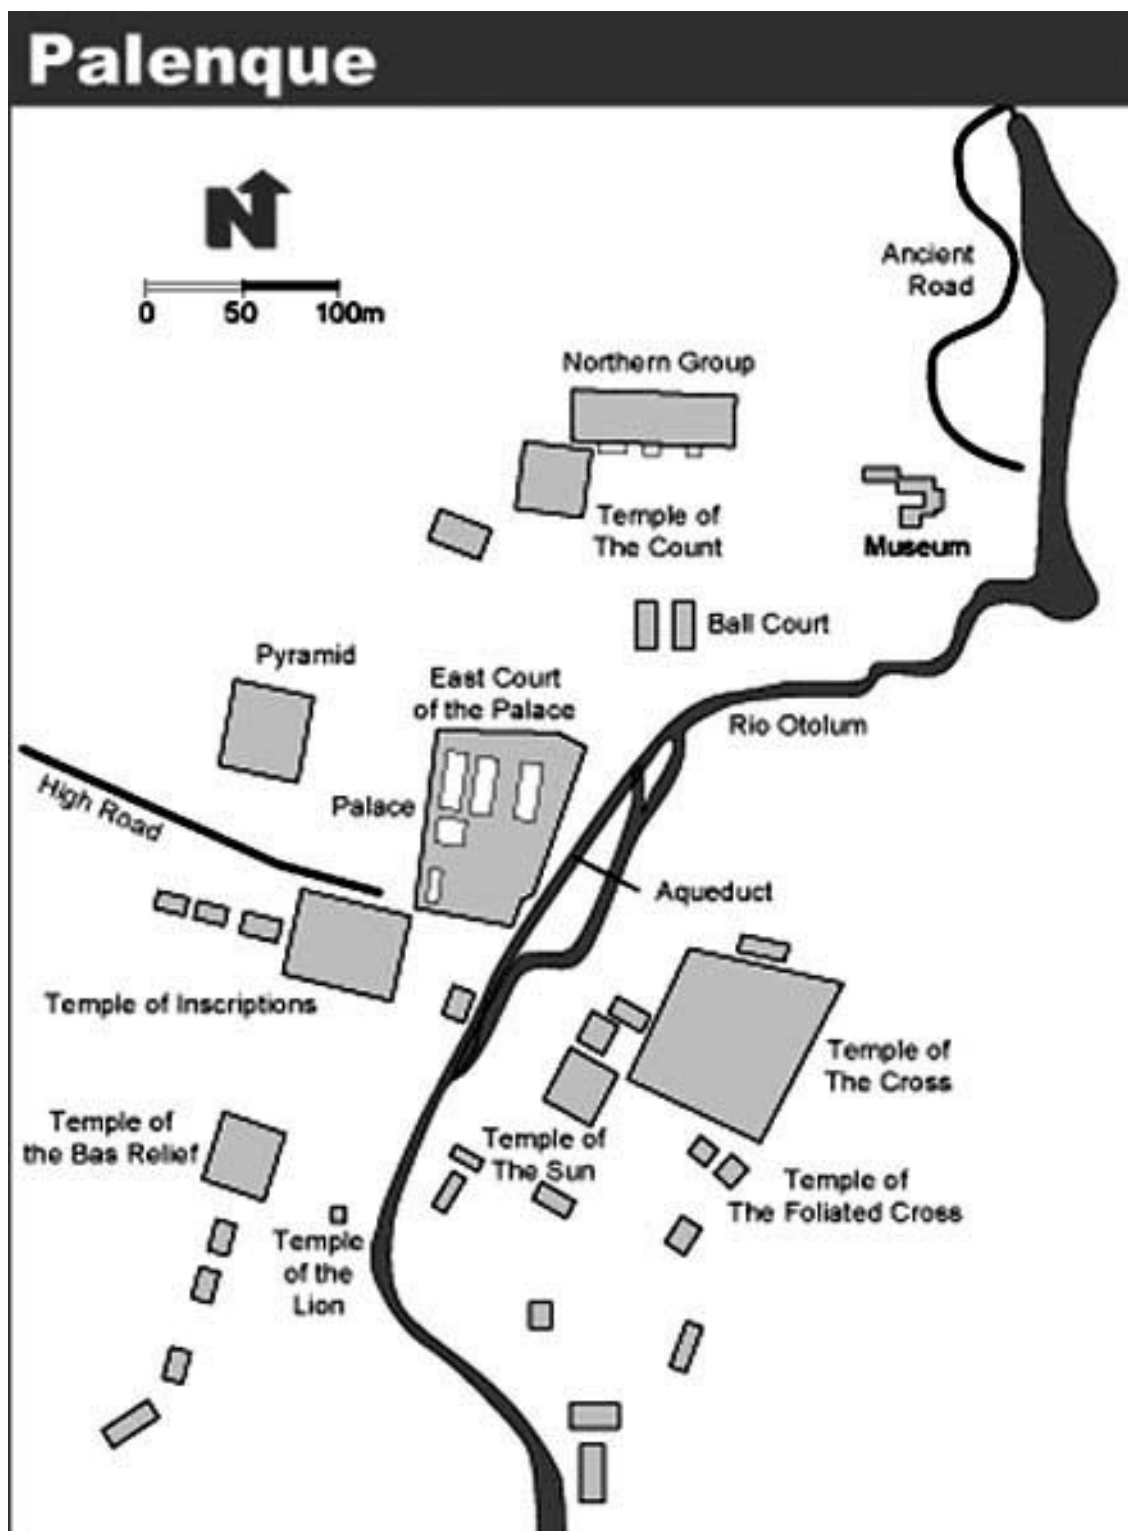 Palenque
N
0 50 100m
Ancient
Road
Northern Group
Temple of
The Count
Museum
Ball Court
Pyramid
East Court
of the Palace
Rio Otolum
High Road
Palace
Aqueduct
Temple of Inscriptions
Temple of
The Cross
Temple of
the Bas Relief
Temple of
The Sun
Temple of
The Foliated Cross
Temple
of the
Lion